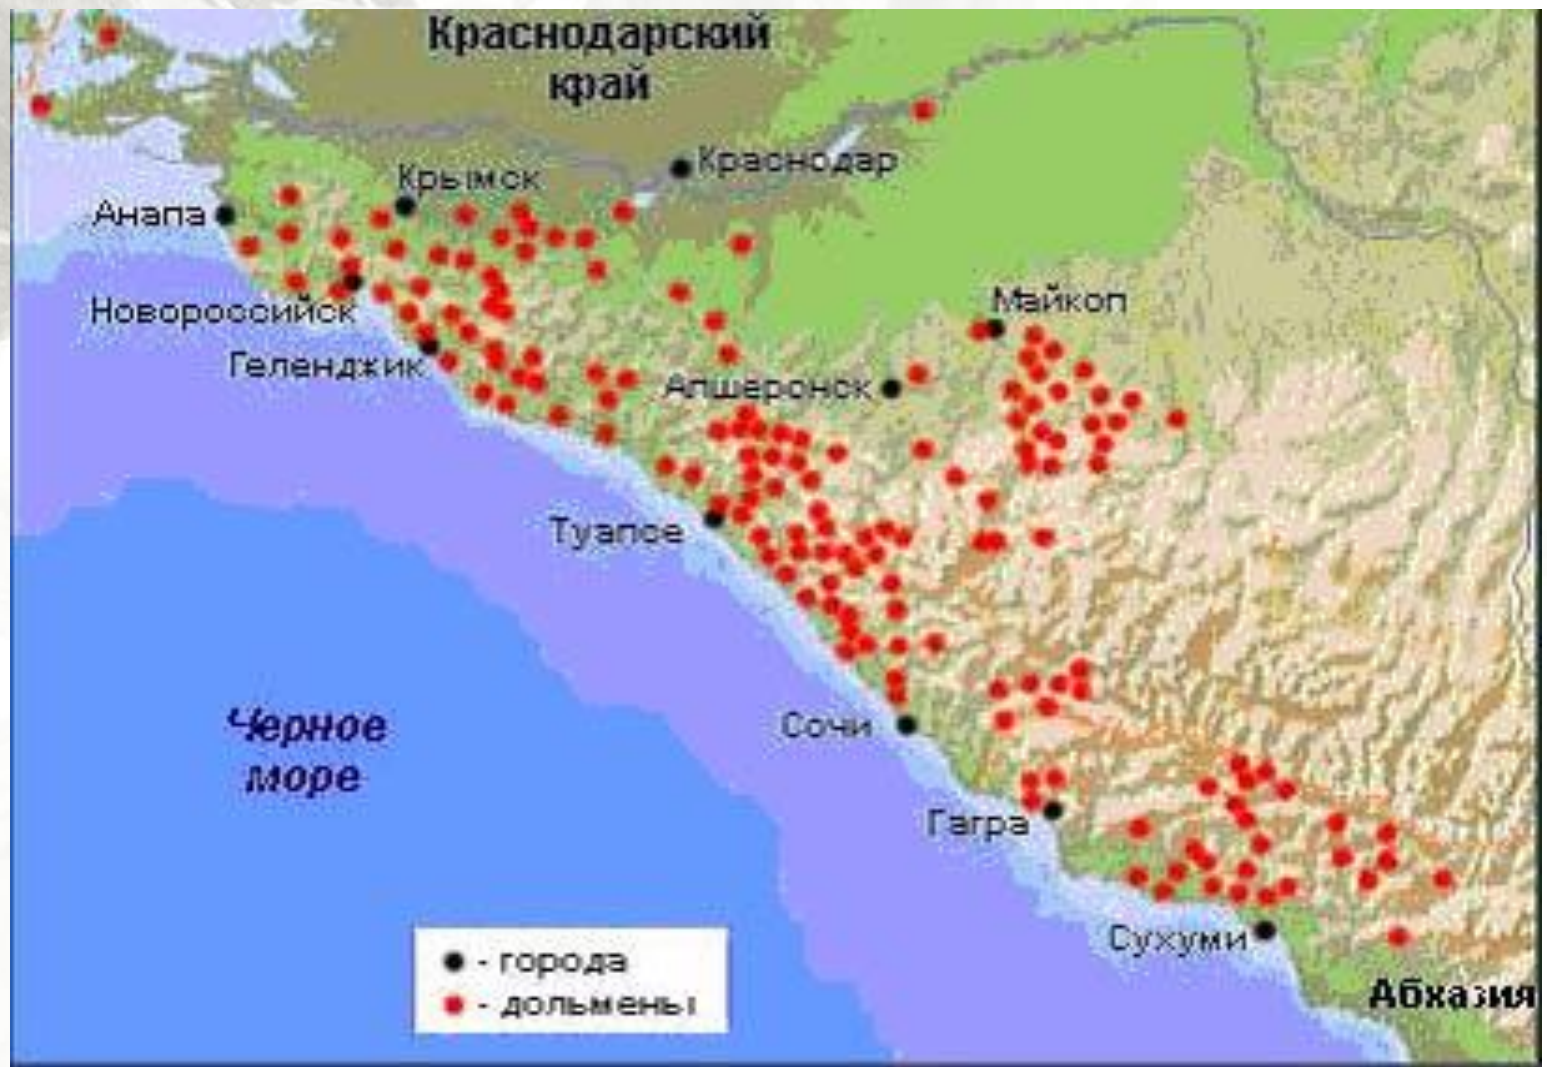 Краснодарский
край
Краснодар
Крымск
Анапа
Майкоп
Новороссийск
Геленджик
Апшеронск
Туапсе
Черное
море
Сочи
Гагра
Сухуми
- города
- дольмены
Абхазия